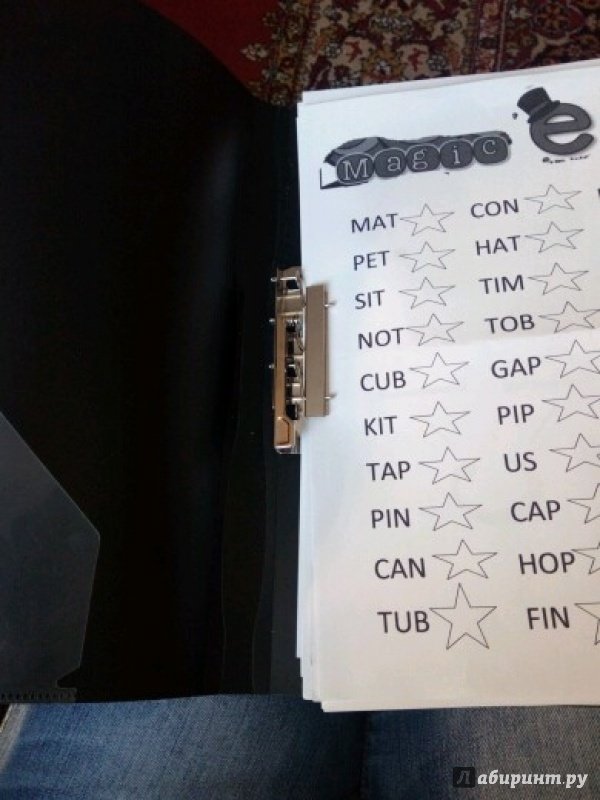 Magic e
MAT CON
PET HAT
SIT TIM
NOT TOB
CUB GAP
KIT PIP
TAP US
PIN CAP
CAN HOP
TUB FIN
Лабиринт.ру